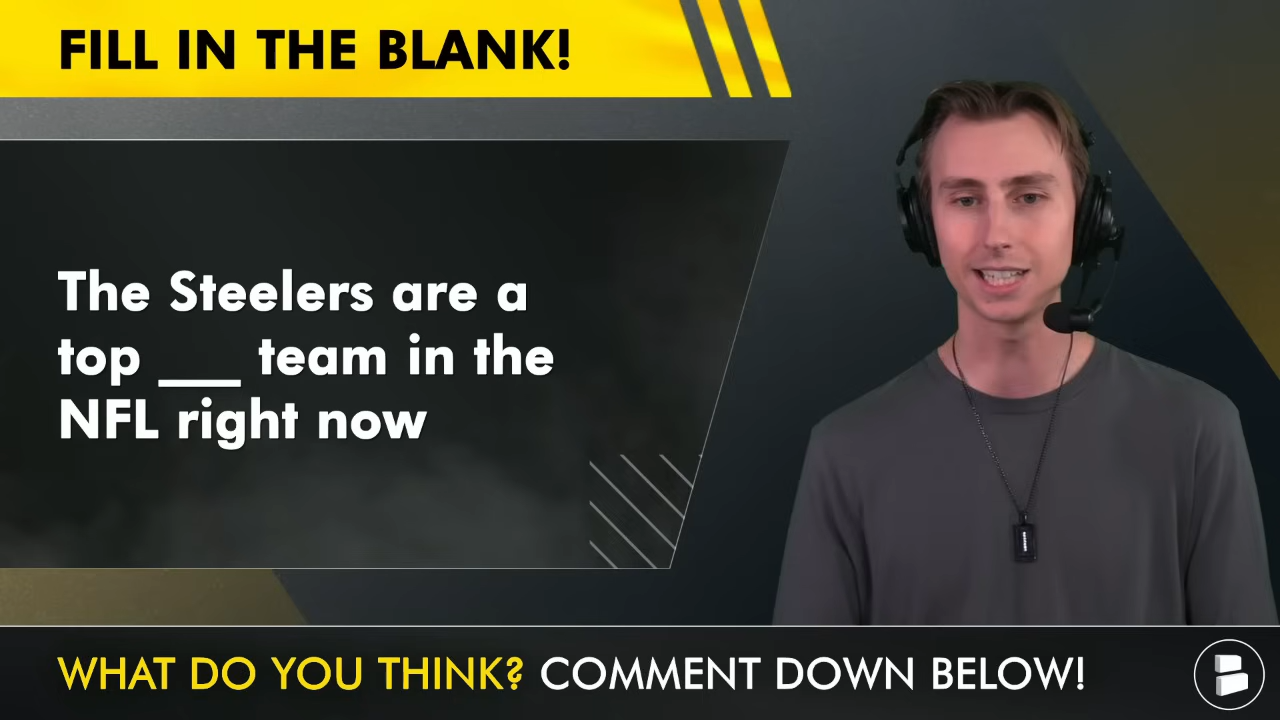 FILL IN THE BLANK!
The Steelers are a
top ___ team in the
NFL right now
WHAT DO YOU THINK? COMMENT DOWN BELOW!